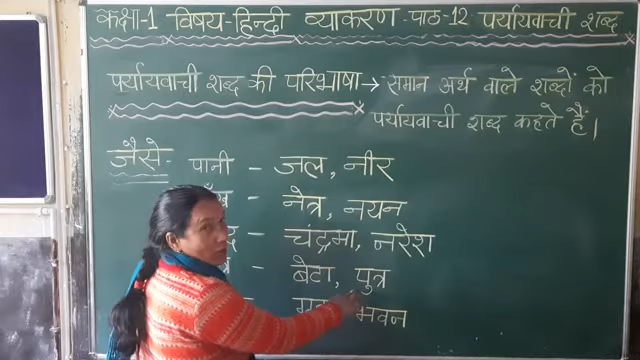 कक्षा-1 विषय-हिन्दी व्याकरण पाठ-12 पर्यायवाची शब्द
पर्यायवाची शब्द की परिभाषा → समान अर्थ वाले शब्दों को
पर्यायवाची शब्द कहते हैं।
जैसे- पानी - जल, नीर
- नेत्र, नयन
- चंद्रमा, नरेश
- बेटा, पुत्र
भवन